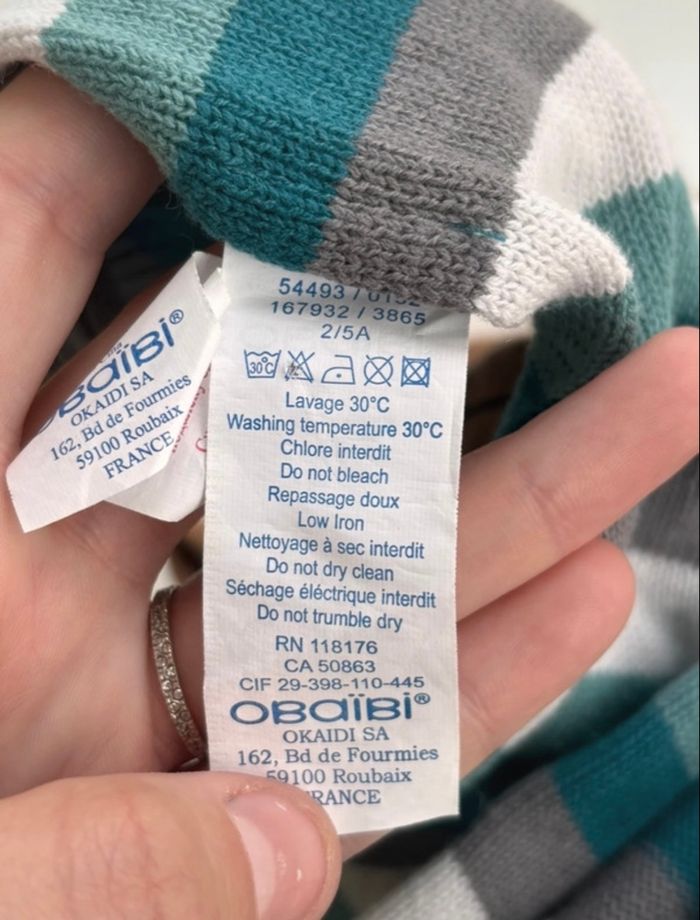 54493 /
167932 / 3865
2/5A
30°C
Lavage 30°C
Washing temperature 30°C
Chlore interdit
Do not bleach
Repassage doux
Low Iron
Nettoyage à sec interdit
Do not dry clean
Séchage éléctrique interdit
Do not trumble dry
RN 118176
CA 50863
CIF 29-398-110-445
OBaïBi®
OKAIDI SA
162, Bd de Fourmies
59100 Roubaix
RANCE
OBaïBi®
OKAIDI SA
162, Bd de Fourmies
59100 Roubaix
FRANCE